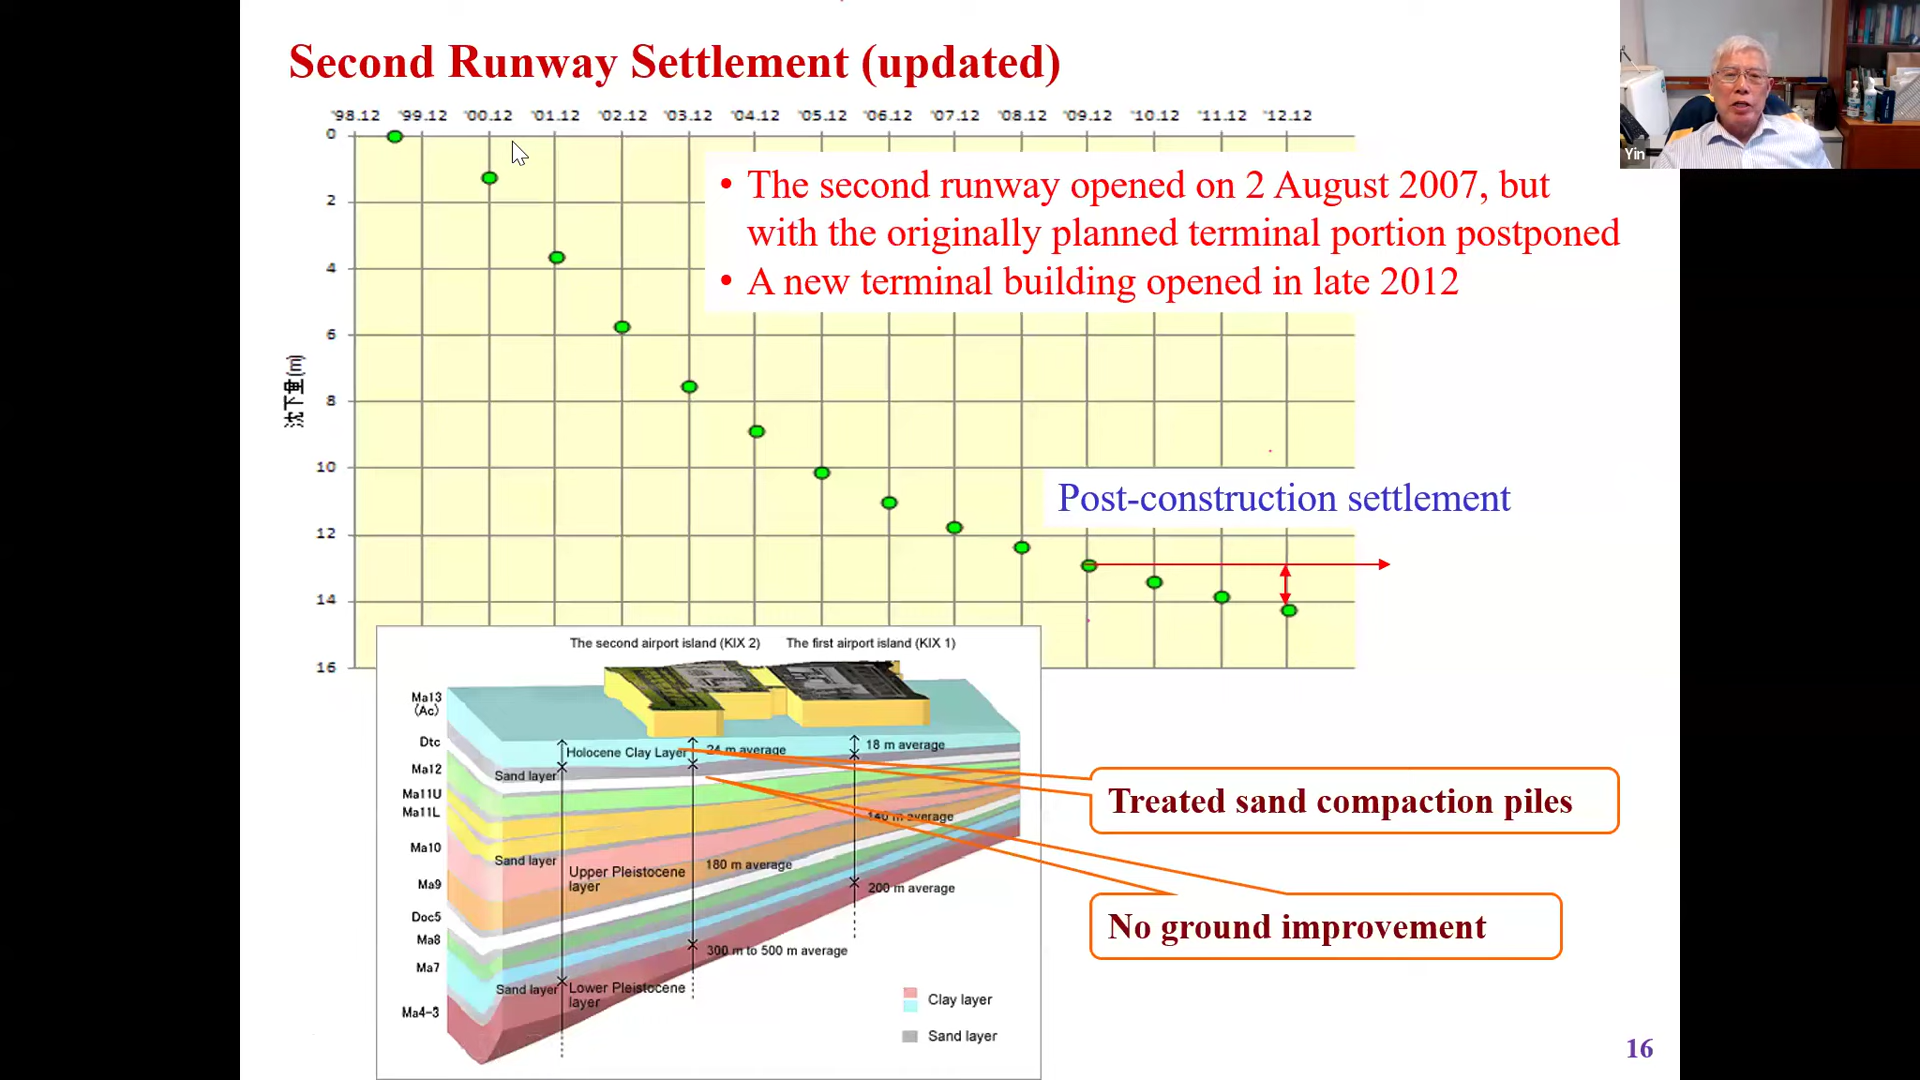 Second Runway Settlement (updated)
'98.12 '99.12 '00.12 '01.12 '02.12 '03.12 '04.12 '05.12 '06.12 '07.12 '08.12 '09.12 '10.12 '11.12 '12.12
0
2
4
6
8
10
12
14
16
沈下量(m)
• The second runway opened on 2 August 2007, but
with the originally planned terminal portion postponed
• A new terminal building opened in late 2012
Post-construction settlement
The second airport island (KIX 2) The first airport island (KIX 1)
Ma13
(Ac)
Dtc
Ma12
Ma11U
Ma11L
Ma10
Ma9
Doc5
Ma8
Ma7
Ma4-3
Holocene Clay Layer
24 m average
18 m average
Sand layer
140 m average
Sand layer
Upper Pleistocene
layer
180 m average
200 m average
300 m to 500 m average
Sand layer
Lower Pleistocene
layer
Clay layer
Sand layer
Treated sand compaction piles
No ground improvement
16
Yin